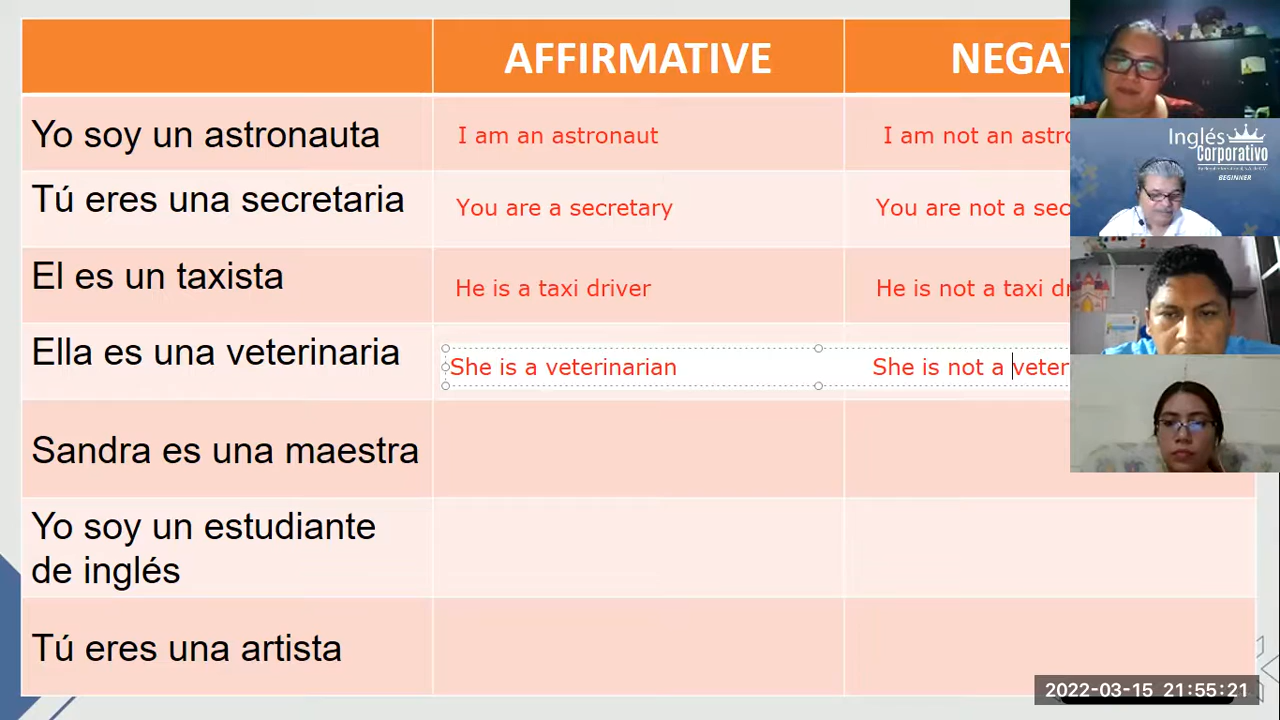 AFFIRMATIVE NEGAT
Yo soy un astronauta I am an astronaut I am not an astro
Tú eres una secretaria You are a secretary You are not a sec
El es un taxista He is a taxi driver He is not a taxi dr
Ella es una veterinaria She is a veterinarian She is not a veter
Sandra es una maestra
Yo soy un estudiante
de inglés
Tú eres una artista
Inglés
Corporativo
BEGINNER
2022-03-15 21:55:21